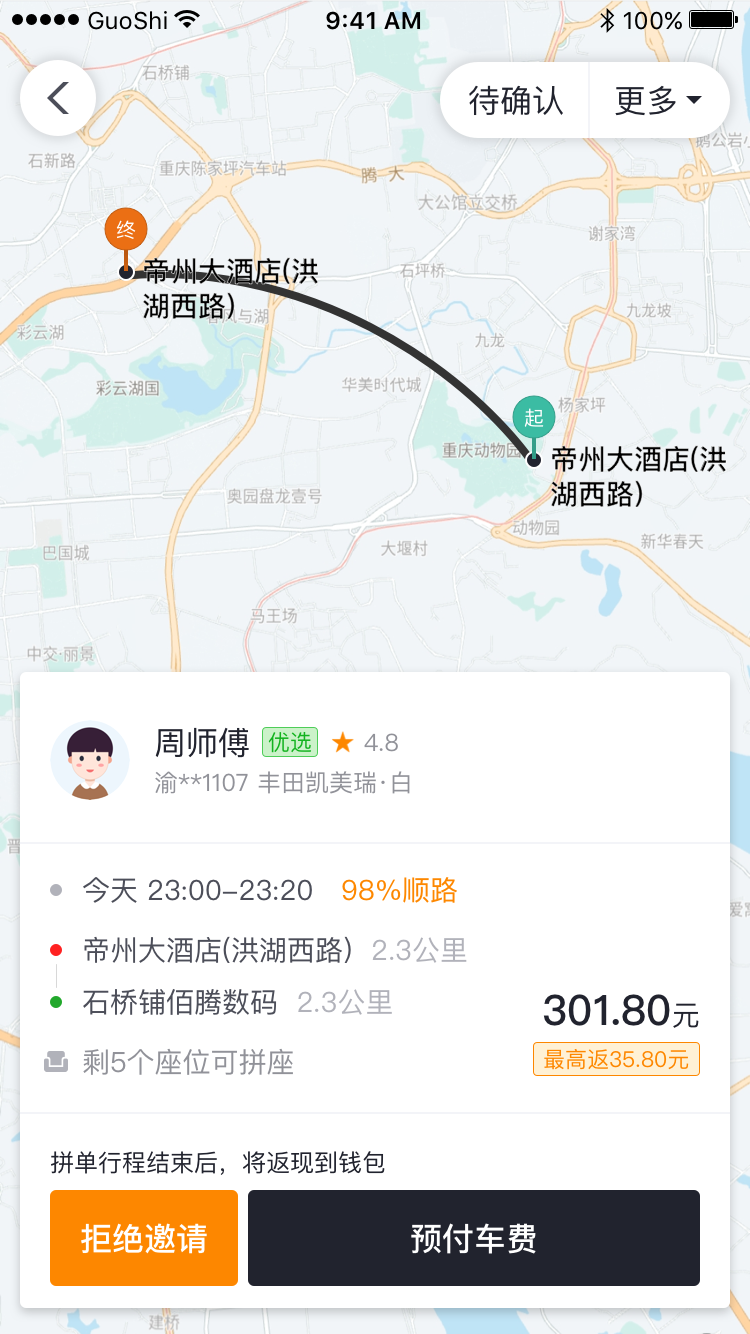 GuoShi
9:41 AM
100%
石桥铺
待确认
更多
石新路
重庆陈家坪汽车站
腾大
大公馆立交桥
谢家湾
终
石坪桥
帝州大酒店(洪
湖西路)
彩云湖
九龙坡
九龙
彩云湖国
华美时代城
起
杨家坪
重庆动物园
帝州大酒店(洪
湖西路)
奥园盘龙壹号
动物园
新华春天
巴国城
大堰村
马王场
中交·丽景
周师傅 优选 4.8
渝**1107 丰田凯美瑞·白
今天 23:00-23:20 98%顺路
帝州大酒店(洪湖西路) 2.3公里
石桥铺佰腾数码 2.3公里
301.80元
剩5个座位可拼座
最高返35.80元
拼单行程结束后，将返现到钱包
拒绝邀请
预付车费
建桥